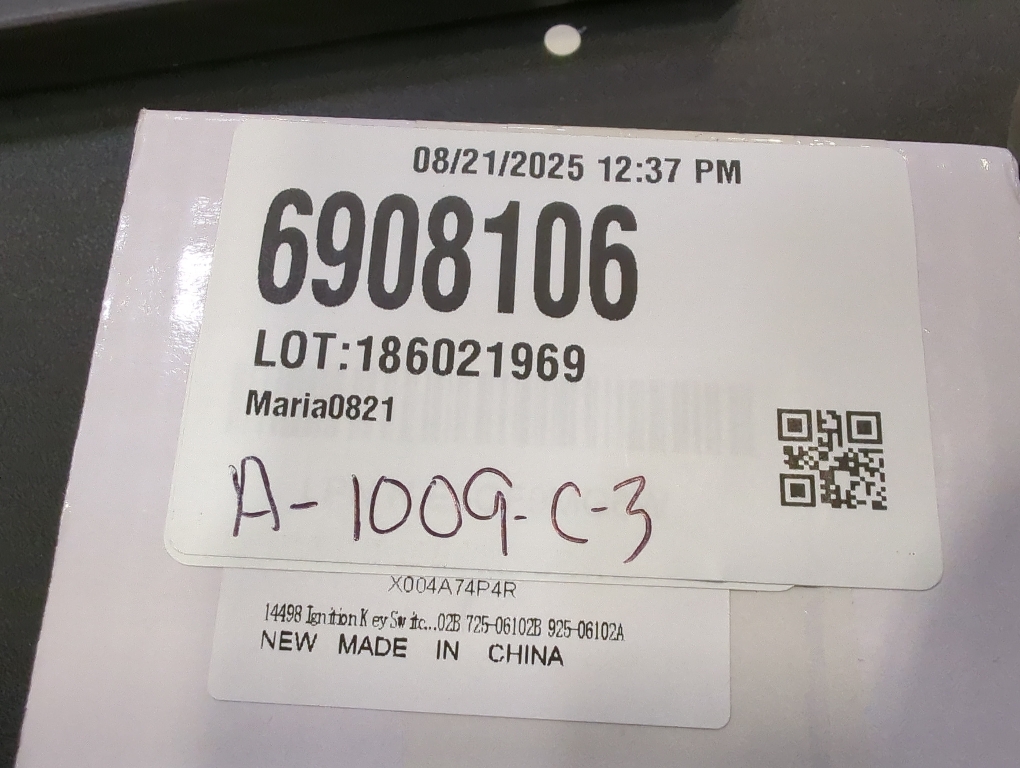 08/21/2025 12:37 PM
6908106
LOT:186021969
Maria0821
A-1009-C-3
X004A74P4R
14498 Ignition Key Switc...02B 725-06102B 925-06102A
NEW MADE IN CHINA